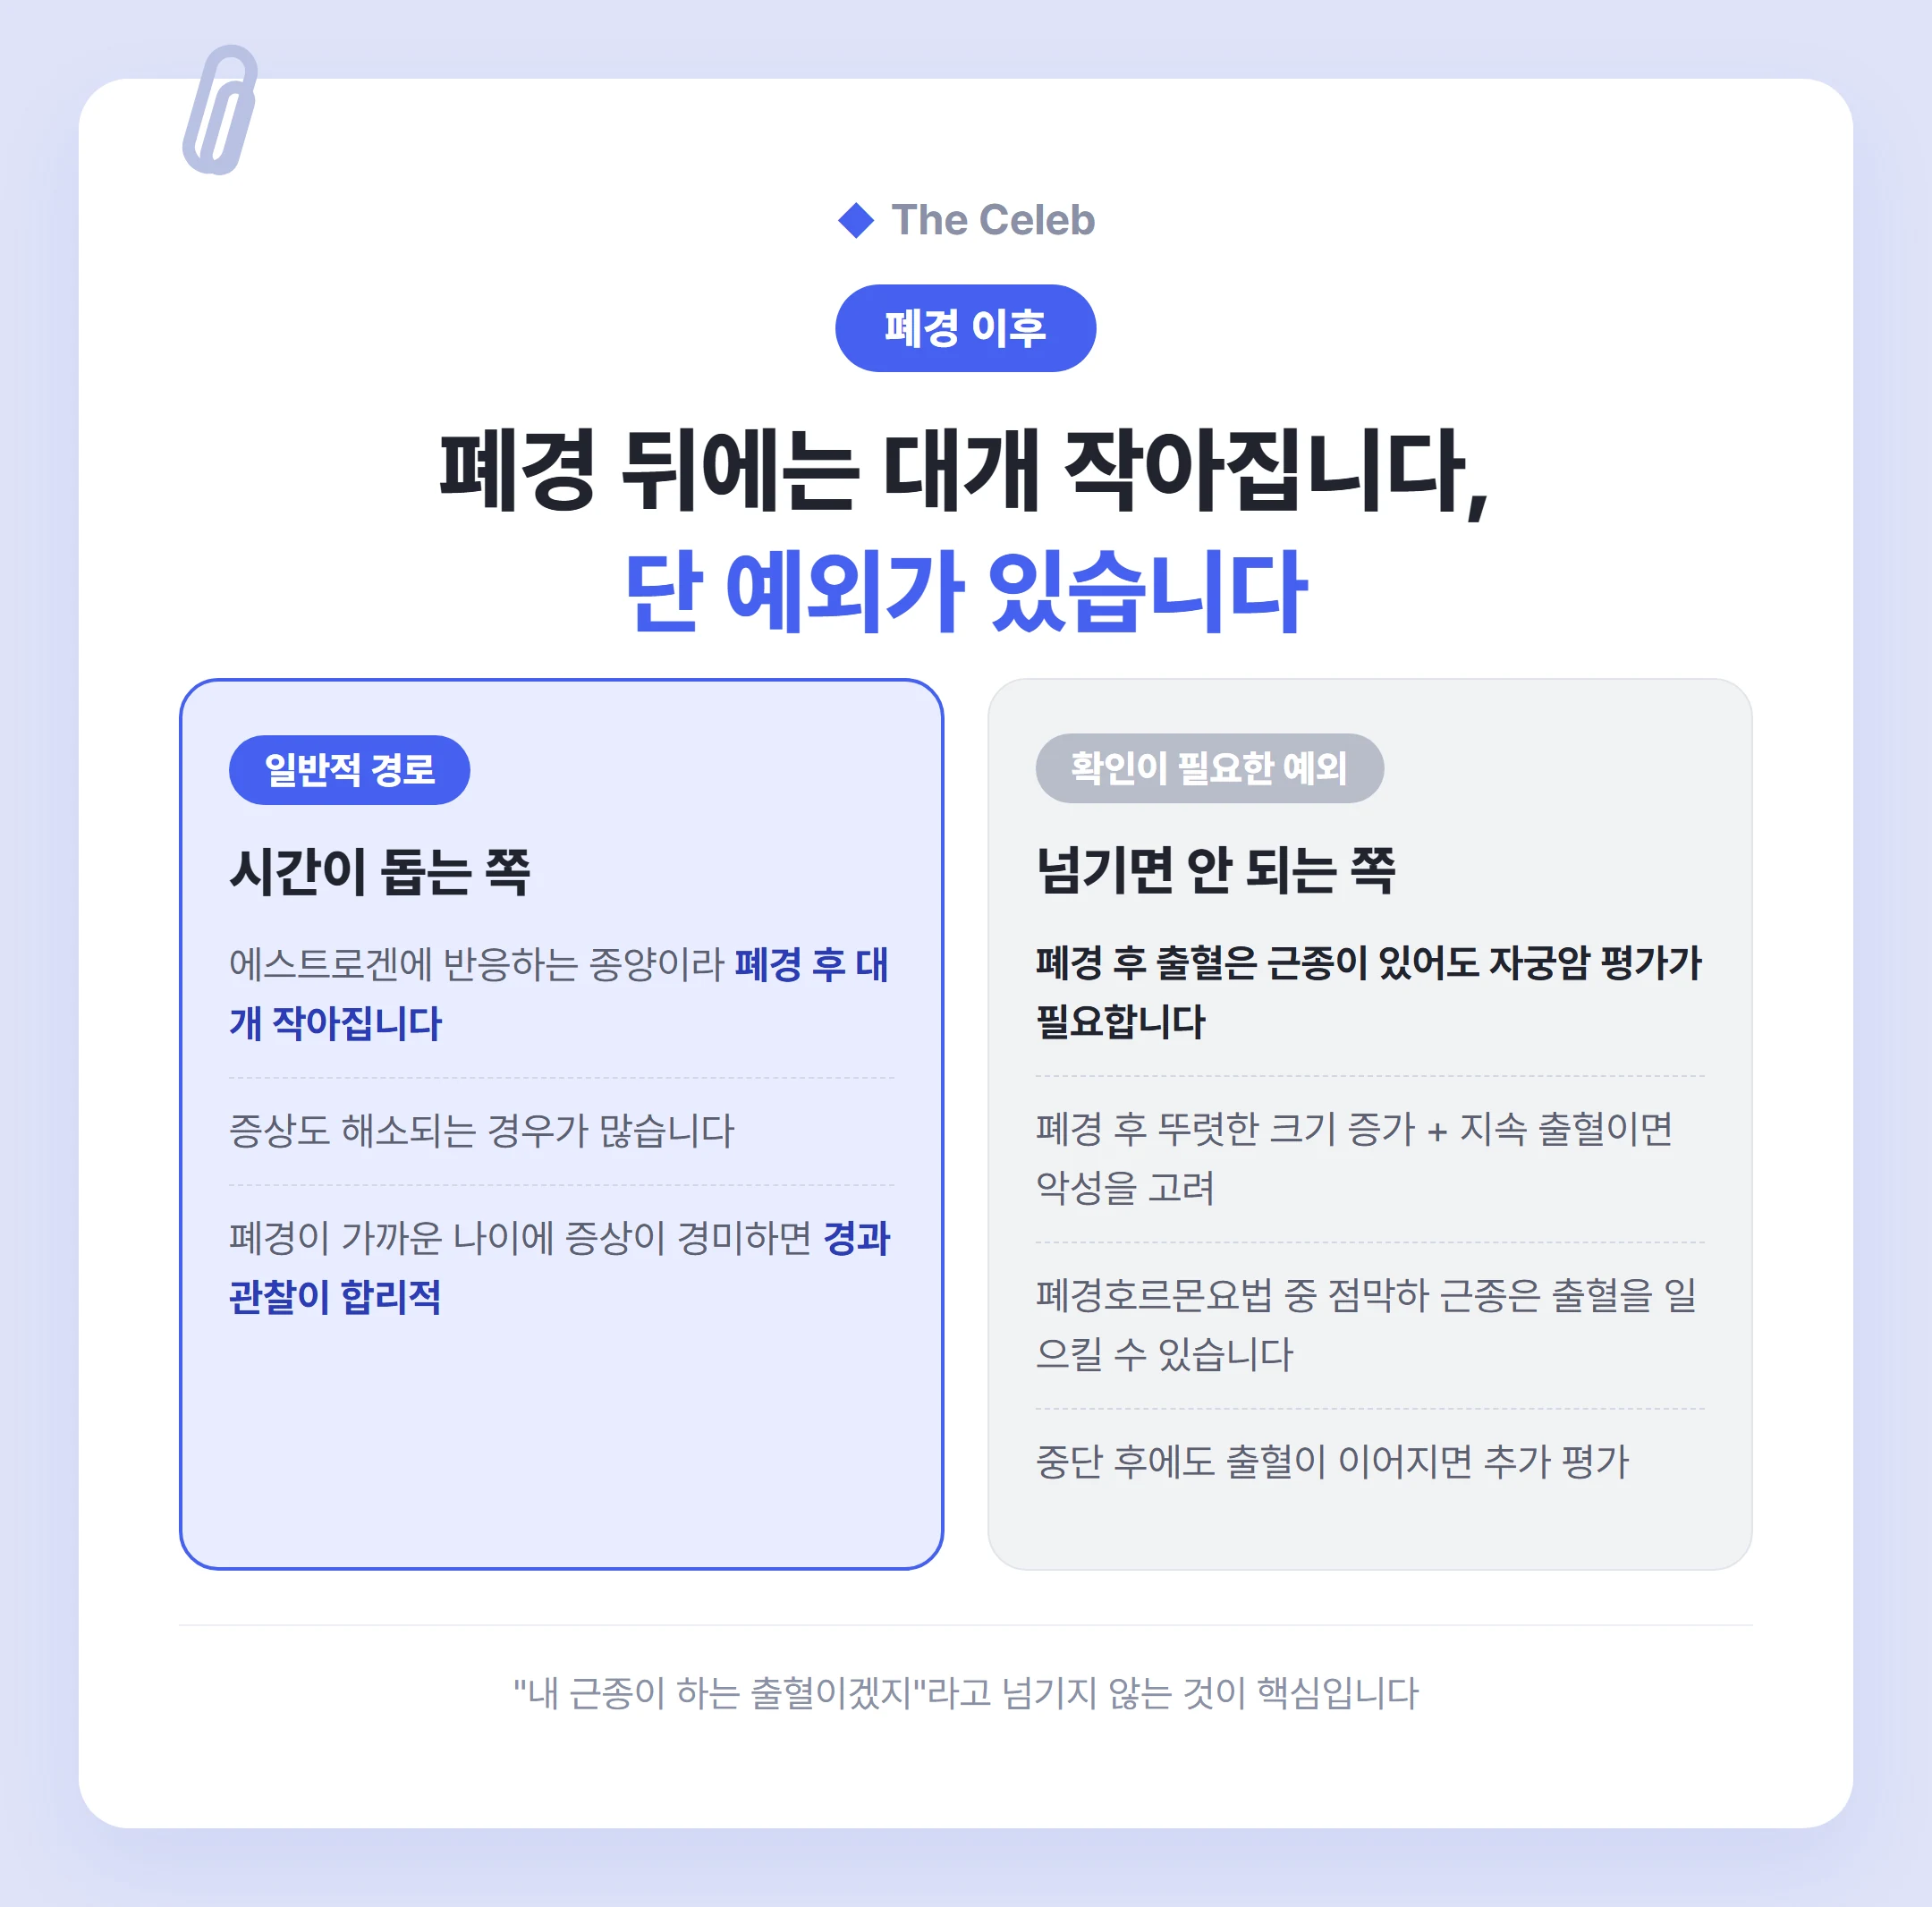 The Celeb
폐경 이후
폐경 뒤에는 대개 작아집니다,
단 예외가 있습니다
일반적 경로
시간이 돕는 쪽
에스트로겐에 반응하는 종양이라 폐경 후 대
개 작아집니다
증상도 해소되는 경우가 많습니다
폐경이 가까운 나이에 증상이 경미하면 경과
관찰이 합리적
확인이 필요한 예외
넘기면 안 되는 쪽
폐경 후 출혈은 근종이 있어도 자궁암 평가가
필요합니다
폐경 후 뚜렷한 크기 증가 + 지속 출혈이면
악성을 고려
폐경호르몬요법 중 점막하 근종은 출혈을 일
으킬 수 있습니다
중단 후에도 출혈이 이어지면 추가 평가
"내 근종이 하는 출혈이겠지"라고 넘기지 않는 것이 핵심입니다